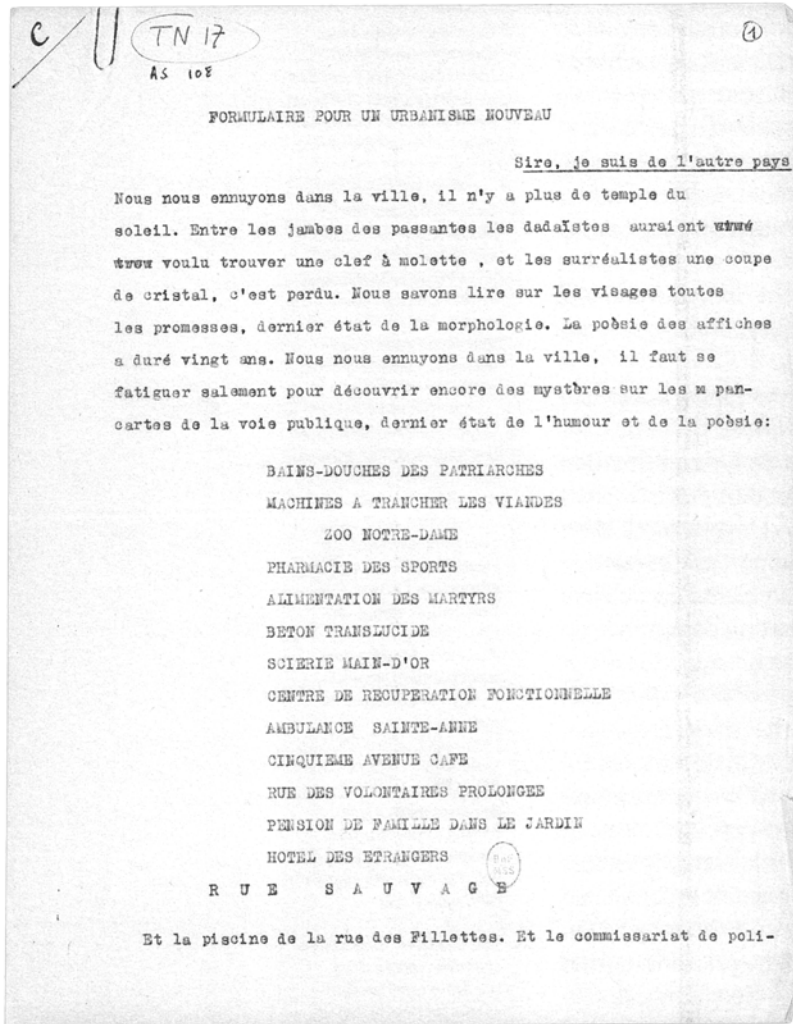 C
TN 17
1
AS 108
FORMULAIRE POUR UN URBANISME NOUVEAU
Sire, je suis de l'autre pays
Nous nous ennuyons dans la ville, il n'y a plus de temple du
soleil. Entre les jambes des passantes les dadaïstes auraient
voulu trouver une clef à molette , et les surréalistes une coupe
de cristal, c'est perdu. Nous savons lire sur les visages toutes
les promesses, dernier état de la morphologie. La poèsie des affiches
a duré vingt ans. Nous nous ennuyons dans la ville, il faut se
fatiguer salement pour découvrir encore des mystères sur les pan-
cartes de la voie publique, dernier état de l'humour et de la poèsie:
BAINS-DOUCHES DES PATRIARCHES
MACHINES A TRANCHER LES VIANDES
ZOO NOTRE-DAME
PHARMACIE DES SPORTS
ALIMENTATION DES MARTYRS
BETON TRANSLUCIDE
SCIERIE MAIN-D'OR
CENTRE DE RECUPERATION FONCTIONNELLE
AMBULANCE SAINTE-ANNE
CINQUIEME AVENUE CAFE
RUE DES VOLONTAIRES PROLONGEE
PENSION DE FAMILLE DANS LE JARDIN
HOTEL DES ETRANGERS
BnF
MSS
R U E S A U V A G E
Et la piscine de la rue des Fillettes. Et le commissariat de poli-